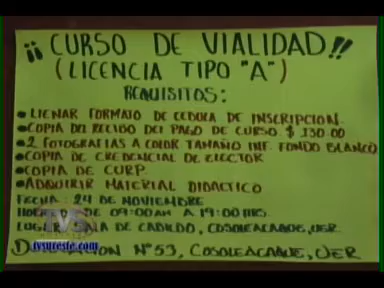 ¡¡ CURSO DE VIALIDAD !!
(LICENCIA TIPO "A")
REQUISITOS:
• LLENAR FORMATO DE CEDULA DE INSCRIPCION.
• COPIA DEL RECIBO DEL PAGO DE CURSO $ 330.00
• 2 FOTOGRAFIAS A COLOR TAMAÑO INF. FONDO BLANCO
• COPIA DE CREDENCIAL DE ELECTOR
• COPIA DE CURP.
• ADQUIRIR MATERIAL DIDACTICO
FECHA: 24 DE NOVIEMBRE
DE 09:00 AM A 19:00 HRS.
LUGAR: DE CABILDO, COSOLEACAQUE, VER.
N° 53, COSOLEACAQUE, VER
TVS
tvsureste.com